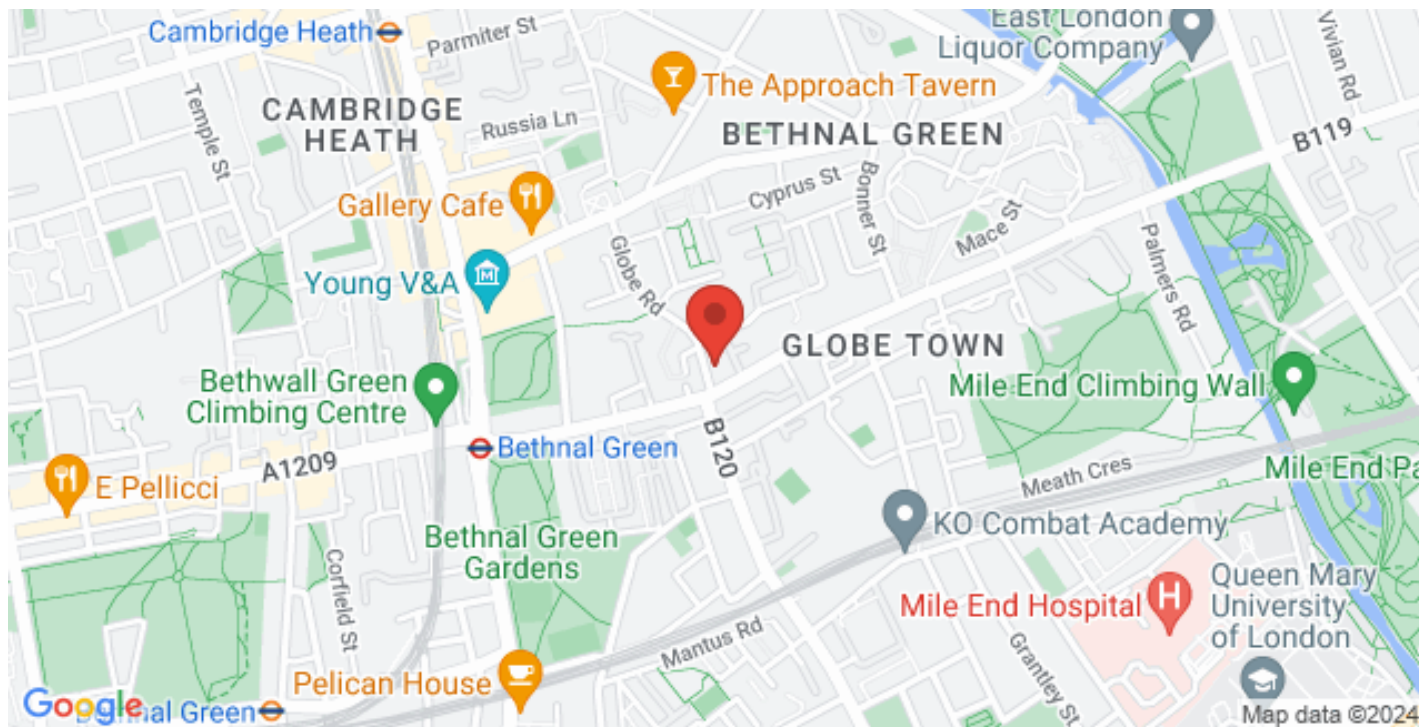 East London
Liquor Company
Cambridge Heath
Parmiter St
Vivian Rd
The Approach Tavern
Temple St
CAMBRIDGE
HEATH
Russia Ln
BETHNAL GREEN
B119
Gallery Cafe
Cyprus St
Bonner St
Mace St
Globe Rd
Palmers Rd
Young V&A
GLOBE TOWN
Bethwall Green
Climbing Centre
Mile End Climbing Wall
Bethnal Green
B120
A1209
E Pellicci
Meath Cres
Mile End Pa
KO Combat Academy
Bethnal Green
Gardens
Corfield St
Mile End Hospital
Queen Mary
University
of London
Mantus Rd
Grantley St
Pelican House
Google
Bethnal Green
Map data ©2024